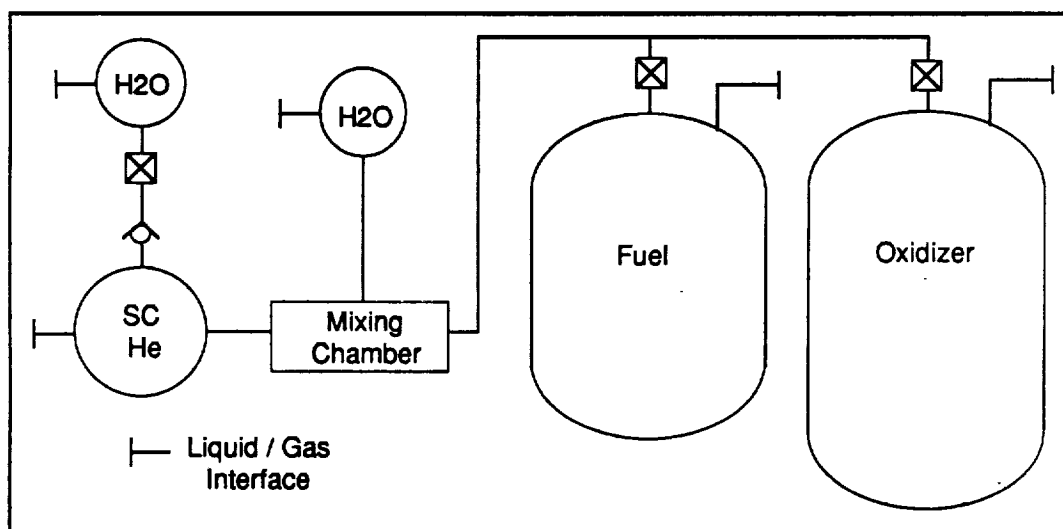 H2O
H2O
Fuel
Oxidizer
SC
He
Mixing
Chamber
Liquid / Gas
Interface